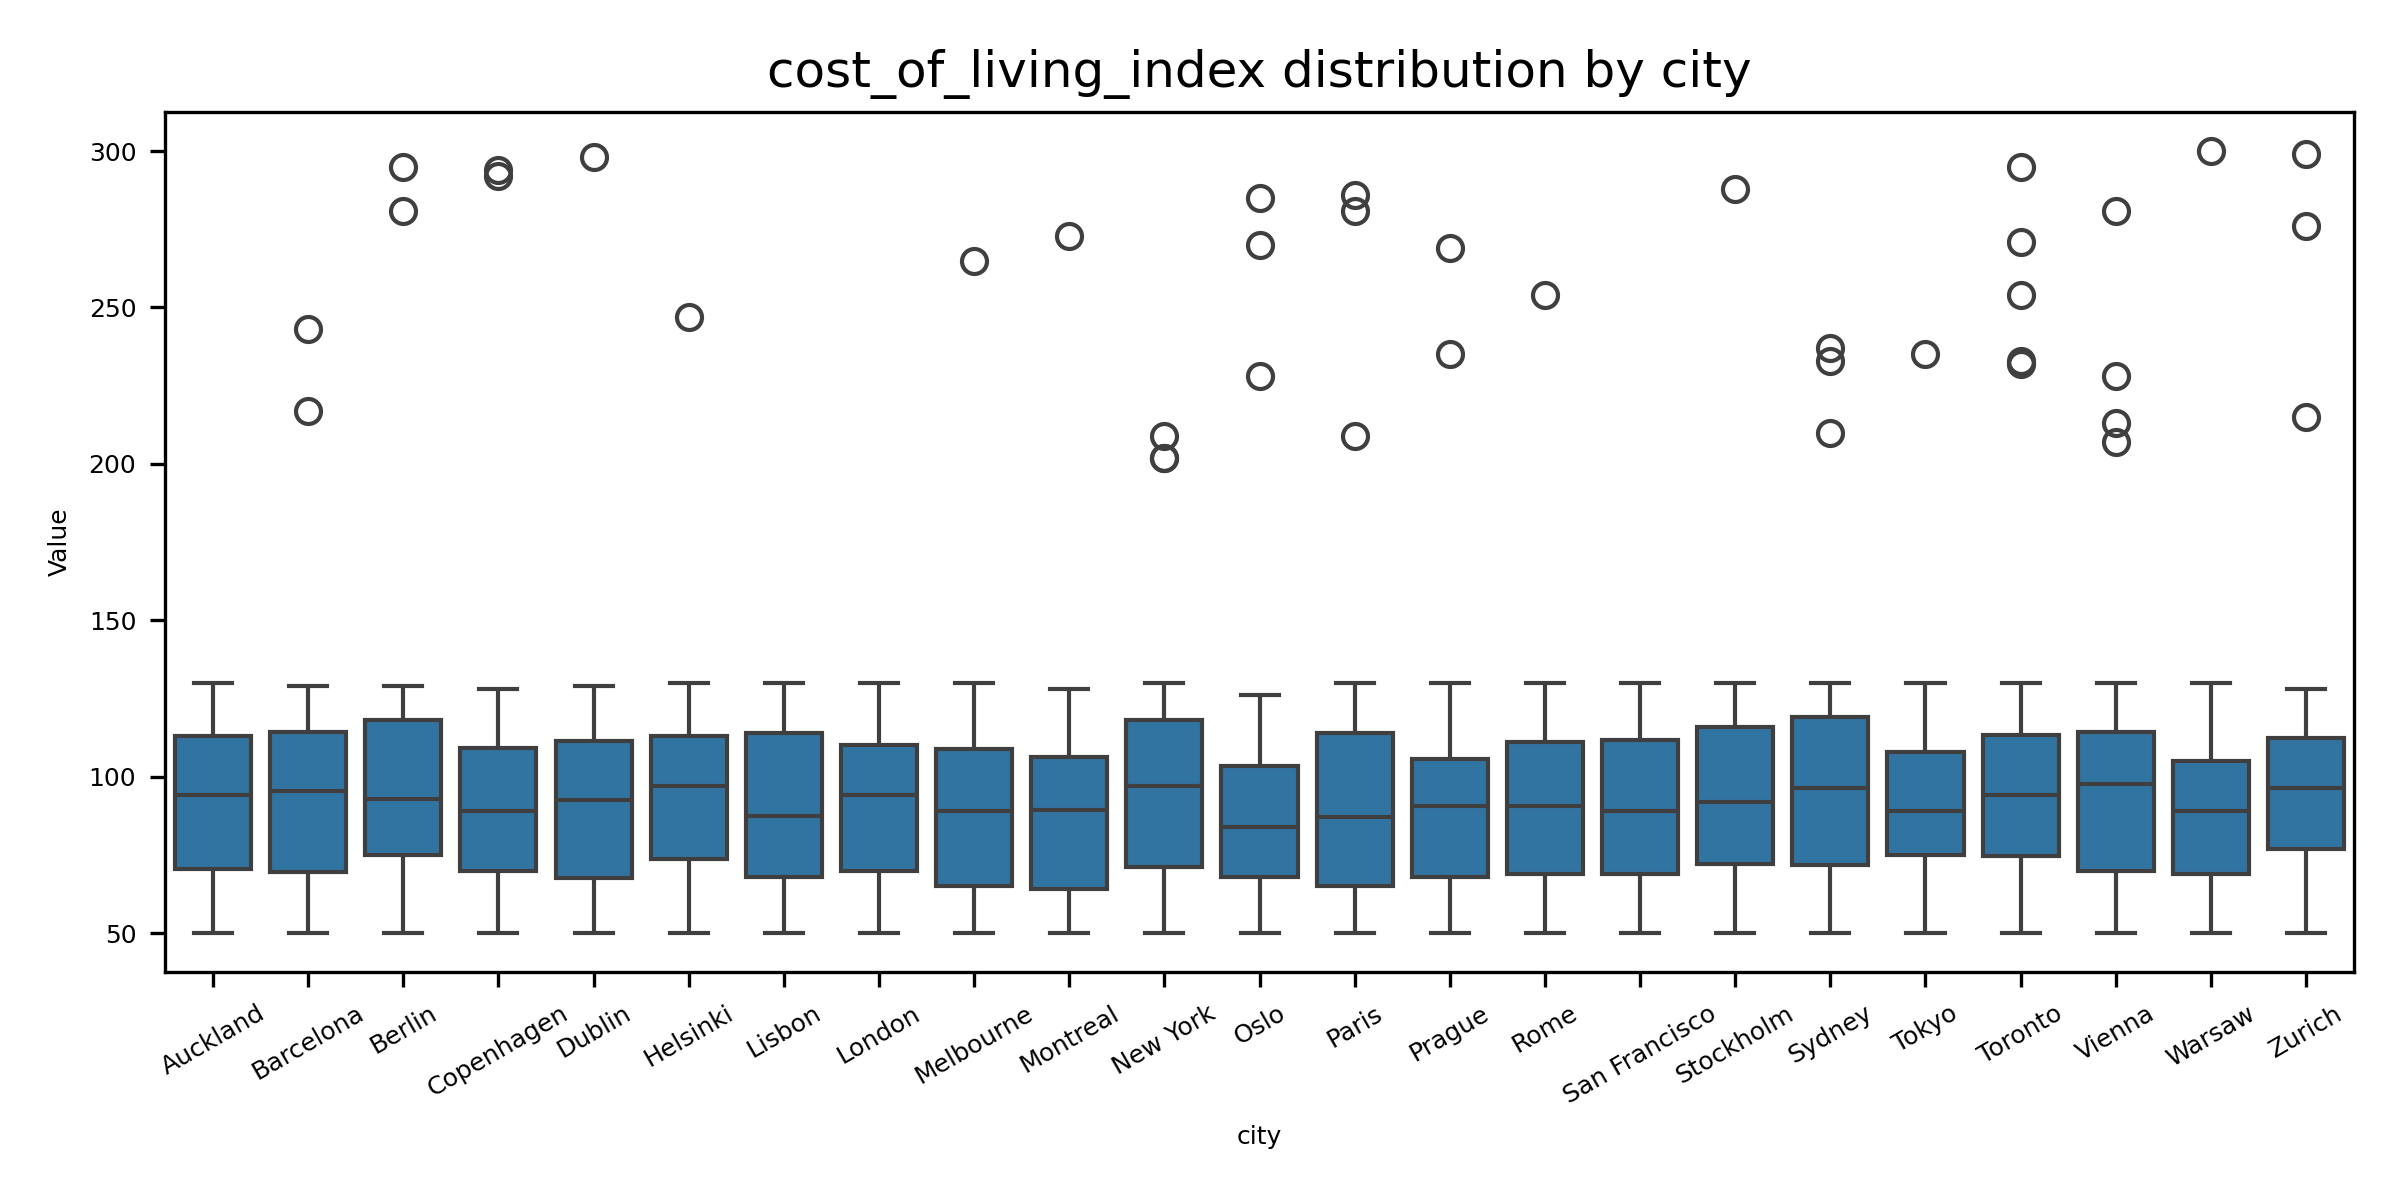 cost_of_living_index distribution by city
300
250
200
150
100
50
Value
Auckland
Barcelona
Berlin
Copenhagen
Dublin
Helsinki
Lisbon
London
Melbourne
Montreal
New York
Oslo
Paris
Prague
Rome
San Francisco
Stockholm
Sydney
Tokyo
Toronto
Vienna
Warsaw
Zurich
city